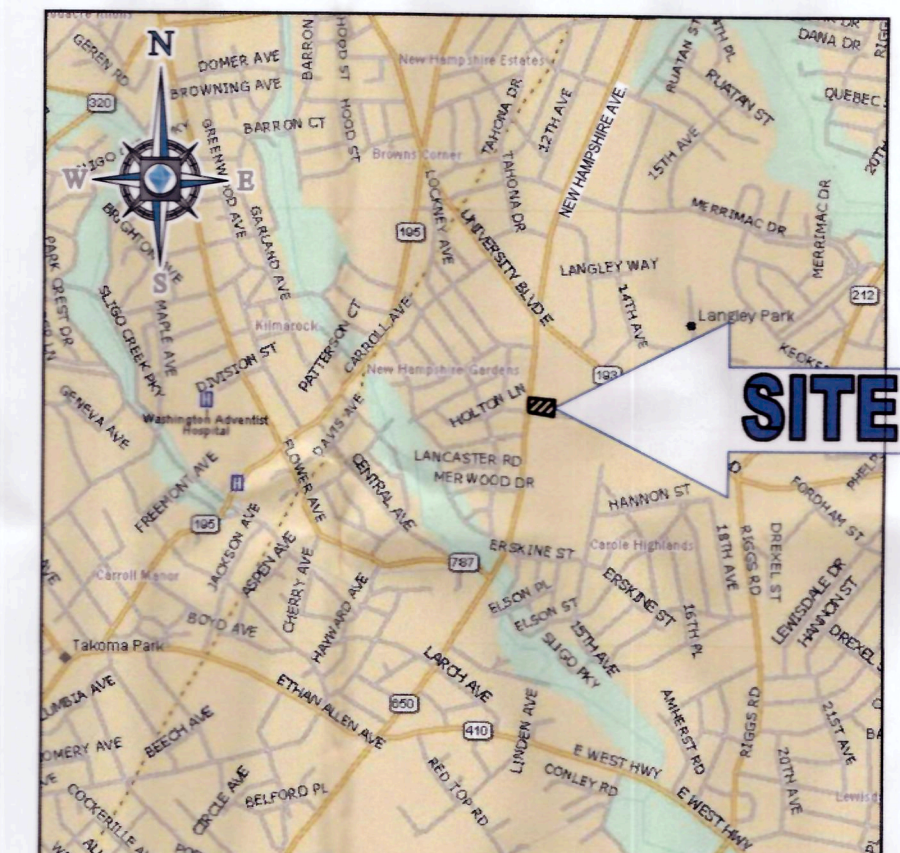 N
W
E
S
GEREN RD
320
DOMER AVE
BROWNING AVE
BARRON
HOOD ST
HOOD ST
BARRON CT
New Hampshire Estates
Browns Corner
TAHOMA DR
TAHOMA DR
12TH AVE
NEW HAMPSHIRE AVE.
RUATAN ST
RUATAN ST
DANA DR
QUEBEC
20TH
15TH AVE
MERRIMAC DR
MERRIMAC DR
GREENWOOD AVE
GARLAND AVE
BRIGHTON AVE
PARK CREST DR
SLIGO CREEK PKY
MAPLE AVE
195
LOCKNEY AVE
UNIVERSITY BLVD E
LANGLEY WAY
14TH AVE
212
Langley Park
Kilmarock
PATTERSON CT
CARROLL AVE
DIVISION ST
New Hampshire Gardens
193
SITE
HOLTON LN
GENEVA AVE
H
Washington Adventist
Hospital
DAVIS AVE
FLOWER AVE
CENTRAL AVE
LANCASTER RD
MERWOOD DR
FREEMONT AVE
H
195
HANNON ST
FORDHAM ST
JACKSON AVE
ASPEN AVE
CHERRY AVE
HAYWARD AVE
787
ERSKINE ST
ERSKINE ST
Carole Highlands
18TH AVE
RIGGS RD
DREXEL ST
Carroll Manor
ELSON PL
ELSON ST
15TH AVE
SLIGO PKY
16TH PL
LEWISDALE DR
HANNON ST
DREXEL
BOYD AVE
Takoma Park
ETHAN ALLEN AVE
LARCH AVE
650
410
LINDEN AVE
AMHERST RD
RIGGS RD
21ST AVE
20TH AVE
BEECH AVE
E WEST HWY
E WEST HWY
CONLEY RD
RED TOP RD
CIRCLE AVE
BELFORD PL